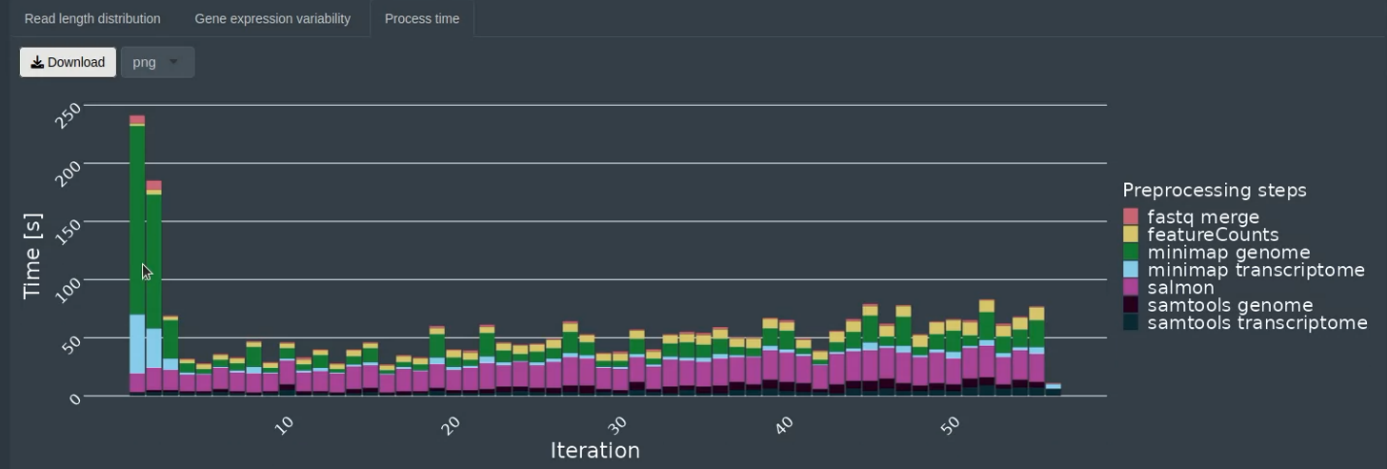 Read length distribution
Gene expression variability
Process time
Download
png
250
200
150
100
50
0
Time [s]
10
20
30
40
50
Iteration
Preprocessing steps
fastq merge
featureCounts
minimap genome
minimap transcriptome
salmon
samtools genome
samtools transcriptome